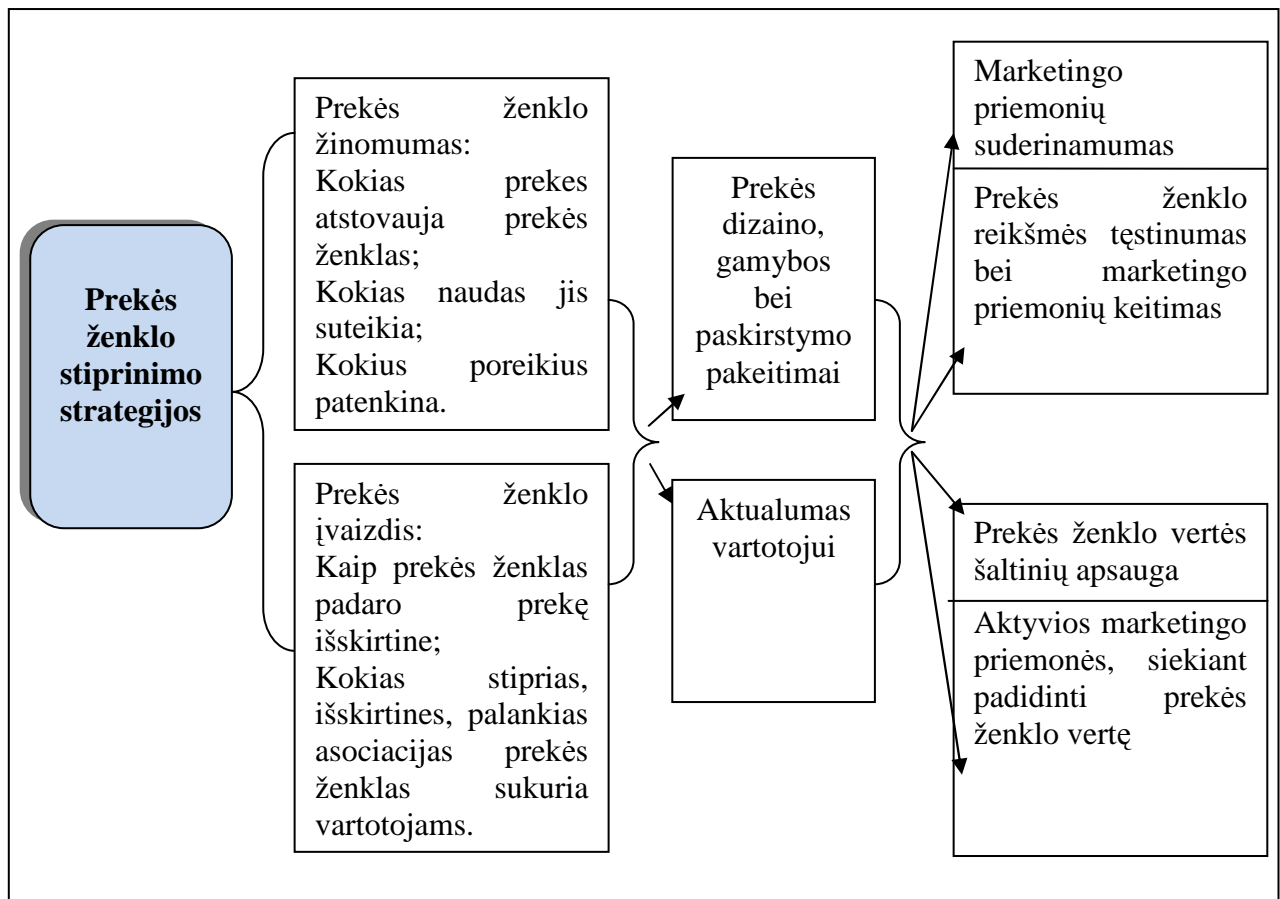 Prekės
ženklo
stiprinimo
strategijos
Prekės ženklo
žinomumas:
Kokias prekes
atstovauja prekės
ženklas;
Kokias naudas jis
suteikia;
Kokius poreikius
patenkina.
Prekės ženklo
įvaizdis:
Kaip prekės ženklas
padaro prekę
išskirtine;
Kokias stiprias,
išskirtines, palankias
asociacijas prekės
ženklas sukuria
vartotojams.
Prekės
dizaino,
gamybos
bei
paskirstymo
pakeitimai
Aktualumas
vartotojui
Marketingo
priemonių
suderinamumas
Prekės ženklo
reikšmės tęstinumas
bei marketingo
priemonių keitimas
Prekės ženklo vertės
šaltinių apsauga
Aktyvios marketingo
priemonės, siekiant
padidinti prekės
ženklo vertę